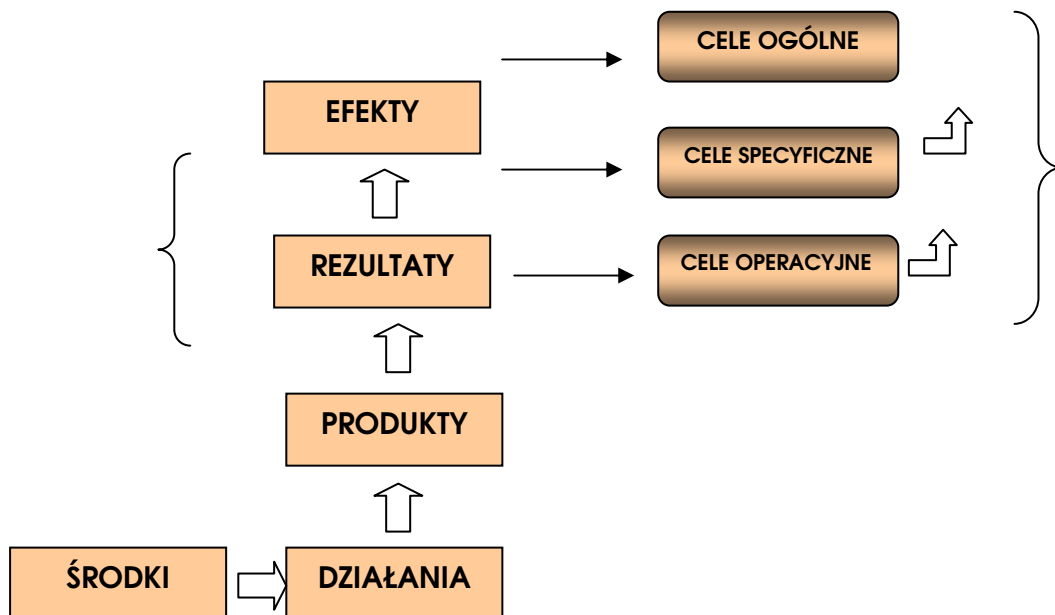 CELE OGÓLNE
EFEKTY
CELE SPECYFICZNE
REZULTATY
CELE OPERACYJNE
PRODUKTY
ŚRODKI
DZIAŁANIA